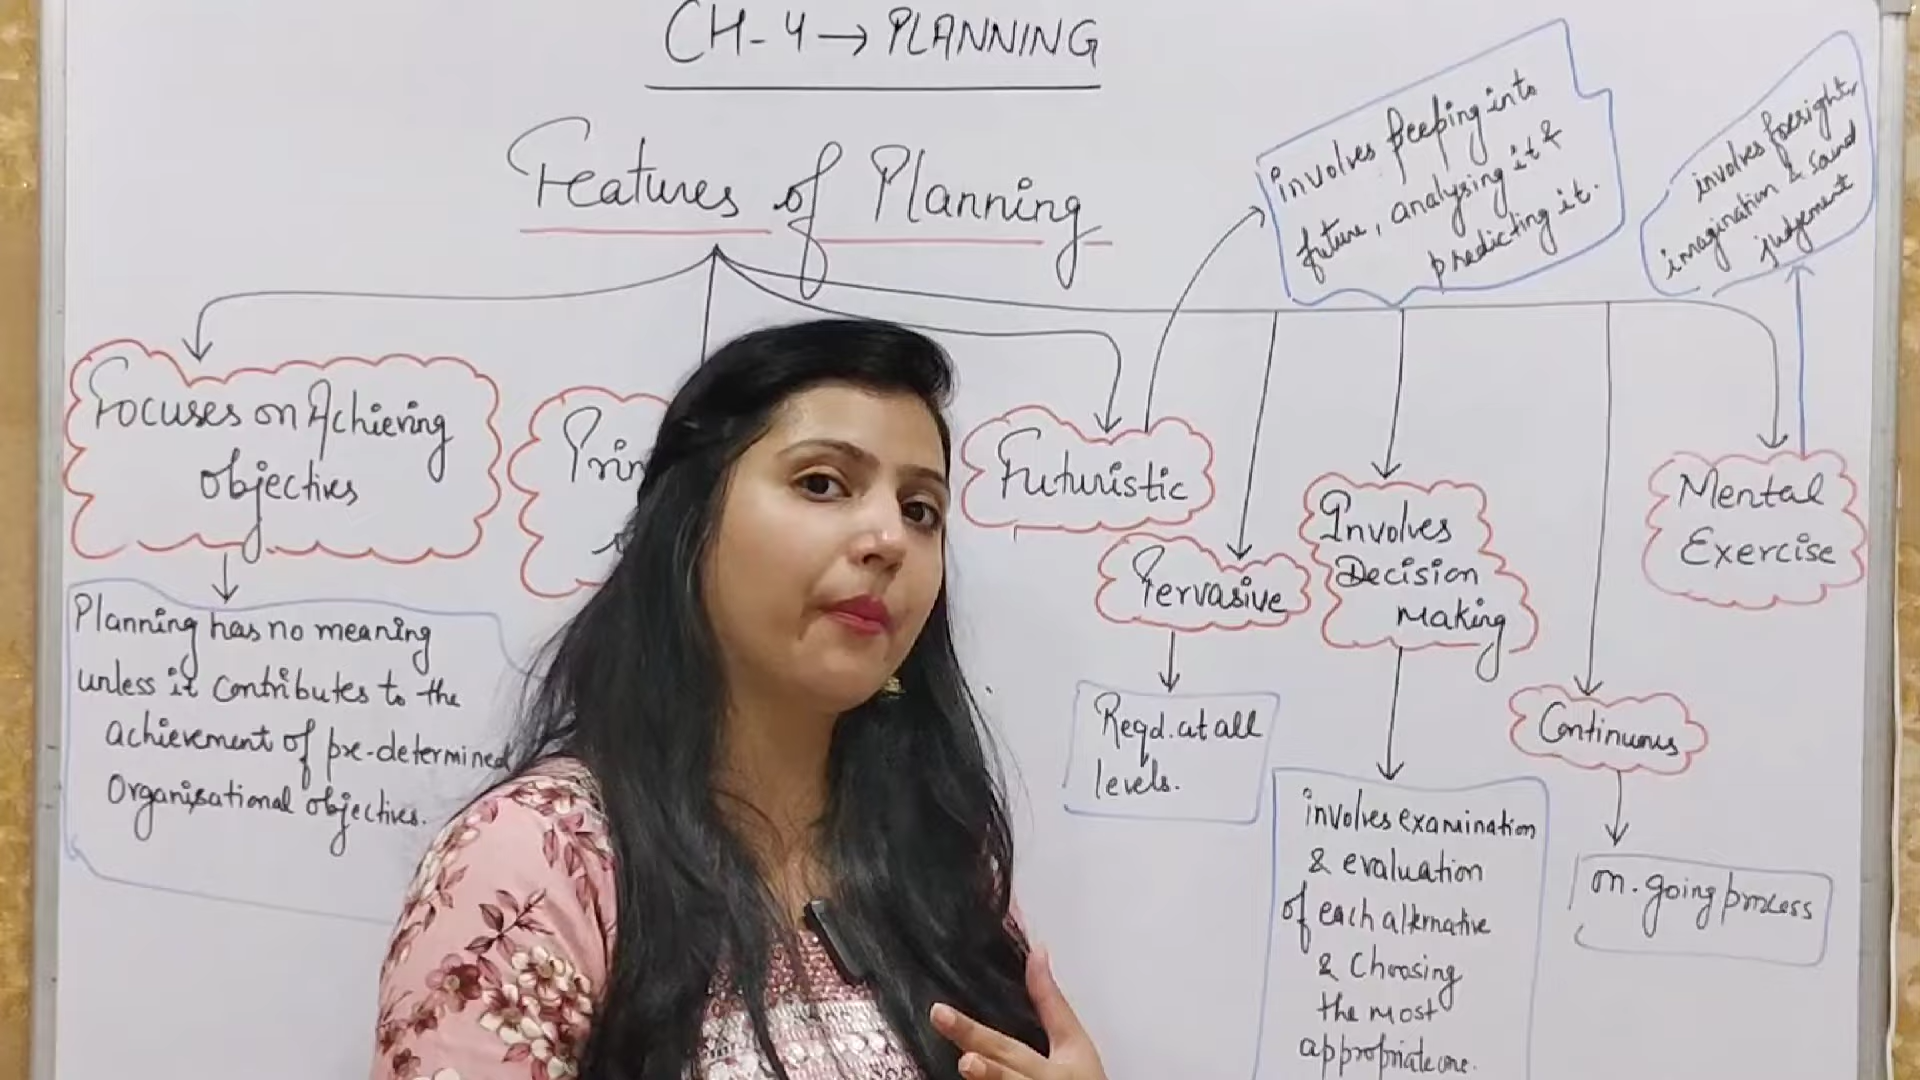 CH-4 → PLANNING
Features of Planning
Focuses on Achieving
objectives
Planning has no meaning
unless it contributes to the
achievement of pre-determined
Organisational objectives.
Futuristic
involves peeping into
future, analysing it &
predicting it.
Pervasive
Reqd. at all
levels.
Involves
Decision
Making
involves examination
& evaluation
of each alternative
& Choosing
the most
appropriate one.
Continuous
on-going process
Mental
Exercise
involves foresight,
imagination & sound
judgement